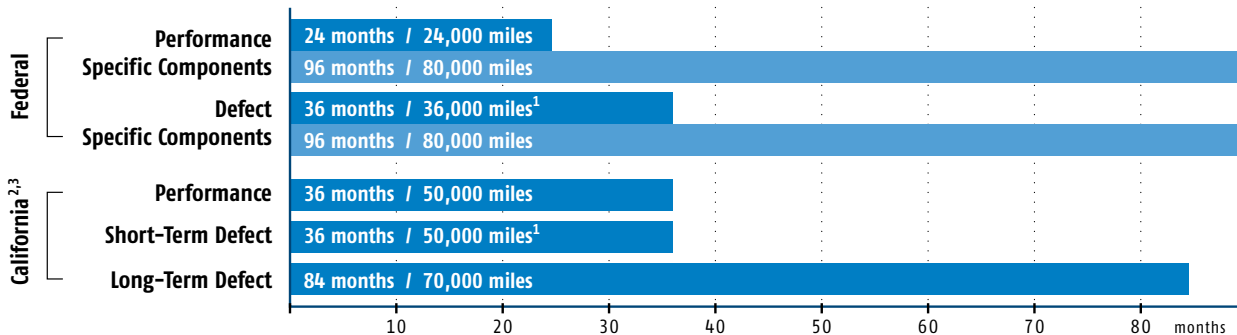 Federal
Performance 24 months / 24,000 miles
Specific Components 96 months / 80,000 miles
Defect 36 months / 36,000 miles¹
Specific Components 96 months / 80,000 miles
California²,³
Performance 36 months / 50,000 miles
Short-Term Defect 36 months / 50,000 miles¹
Long-Term Defect 84 months / 70,000 miles
10 20 30 40 50 60 70 80 months